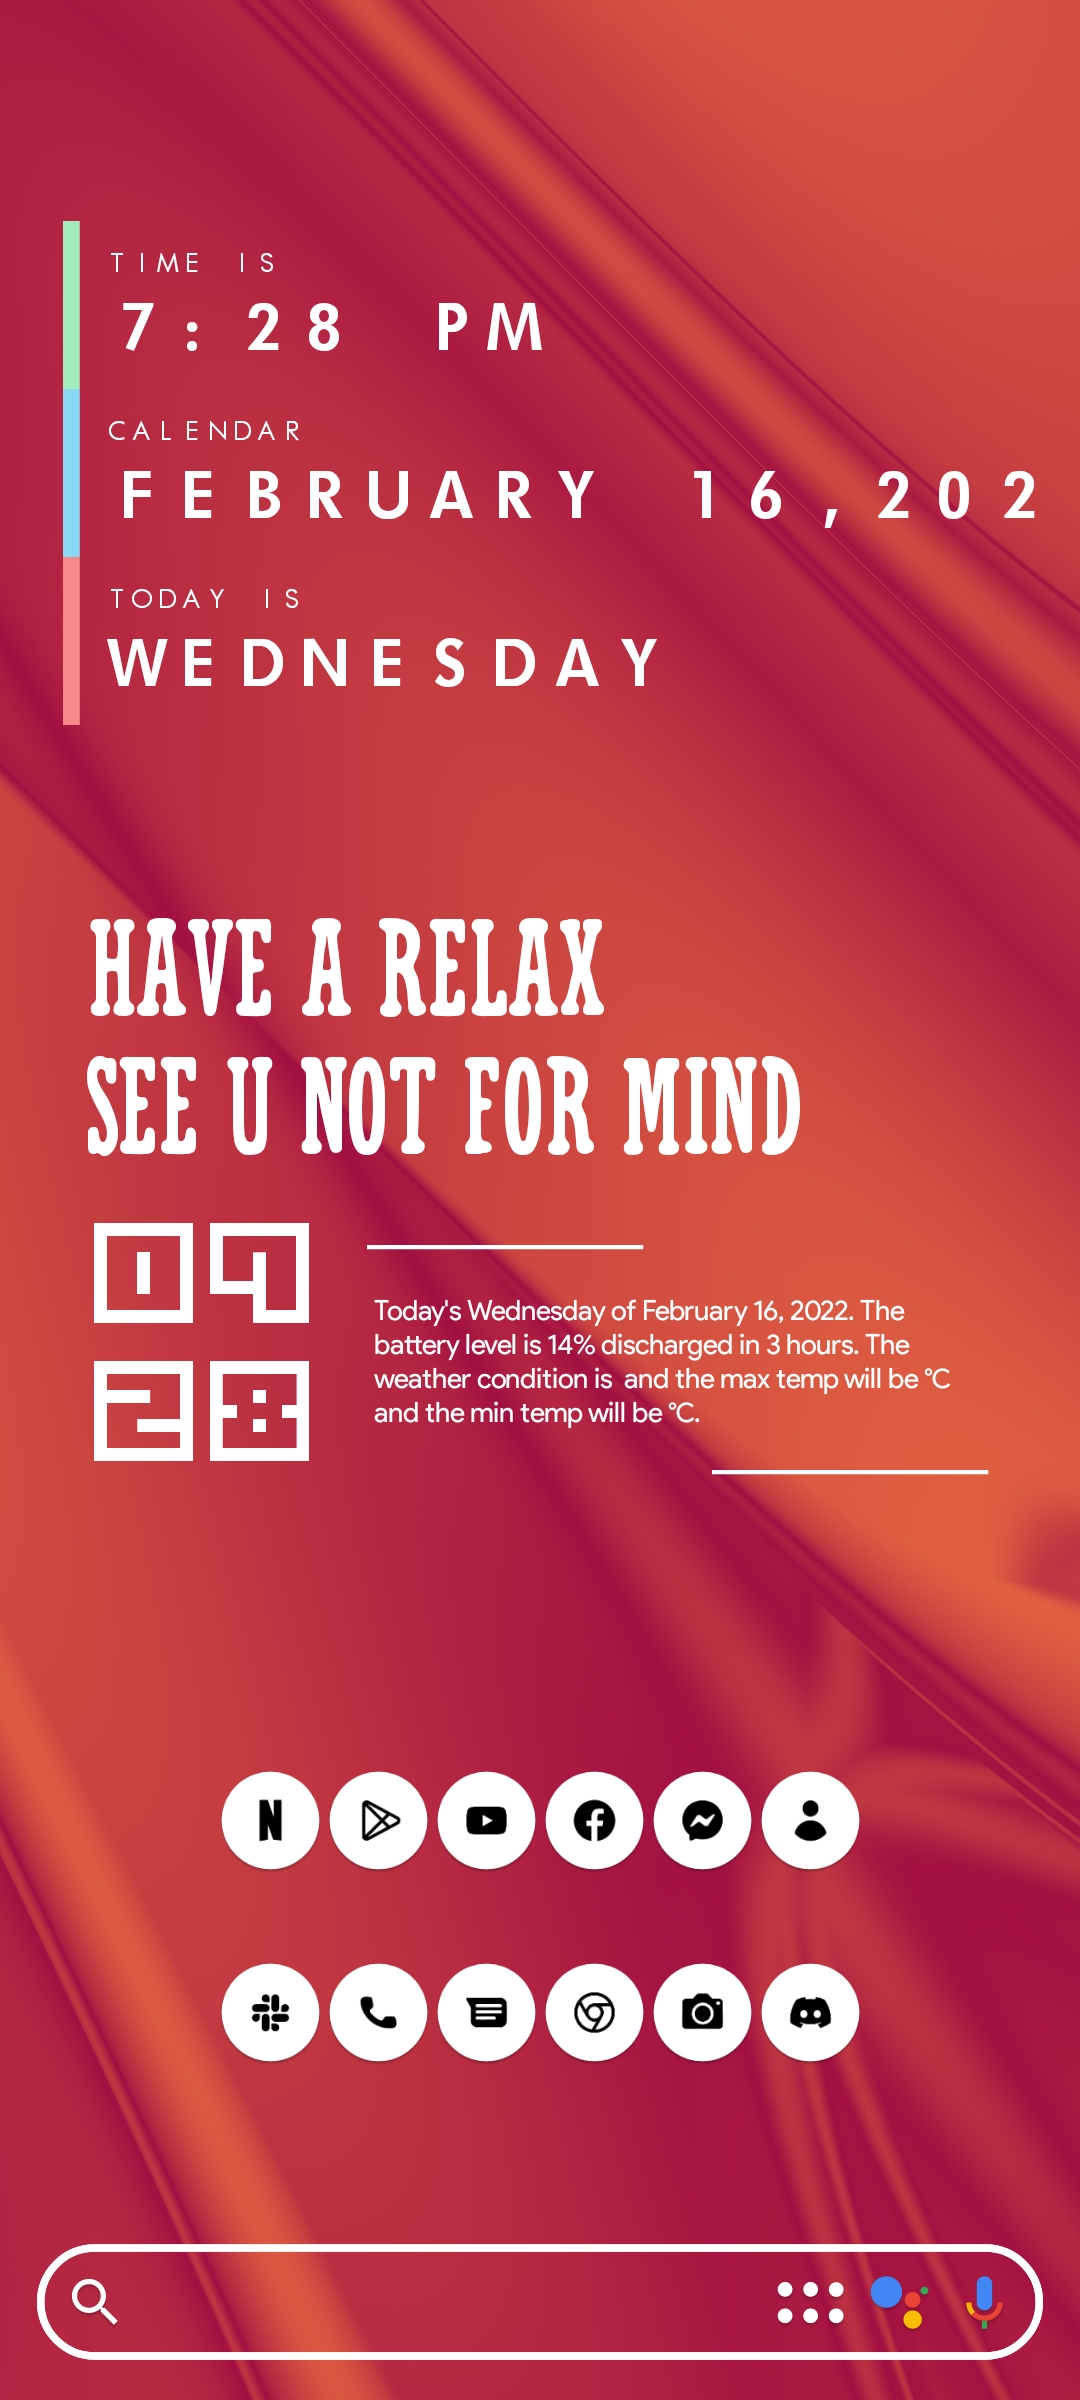 TIME IS
7: 28 PM
CALENDAR
FEBRUARY 16,202
TODAY IS
WEDNESDAY
HAVE A RELAX
SEE U NOT FOR MIND
09
28
Today's Wednesday of February 16, 2022. The
battery level is 14% discharged in 3 hours. The
weather condition is  and the max temp will be °C
and the min temp will be °C.